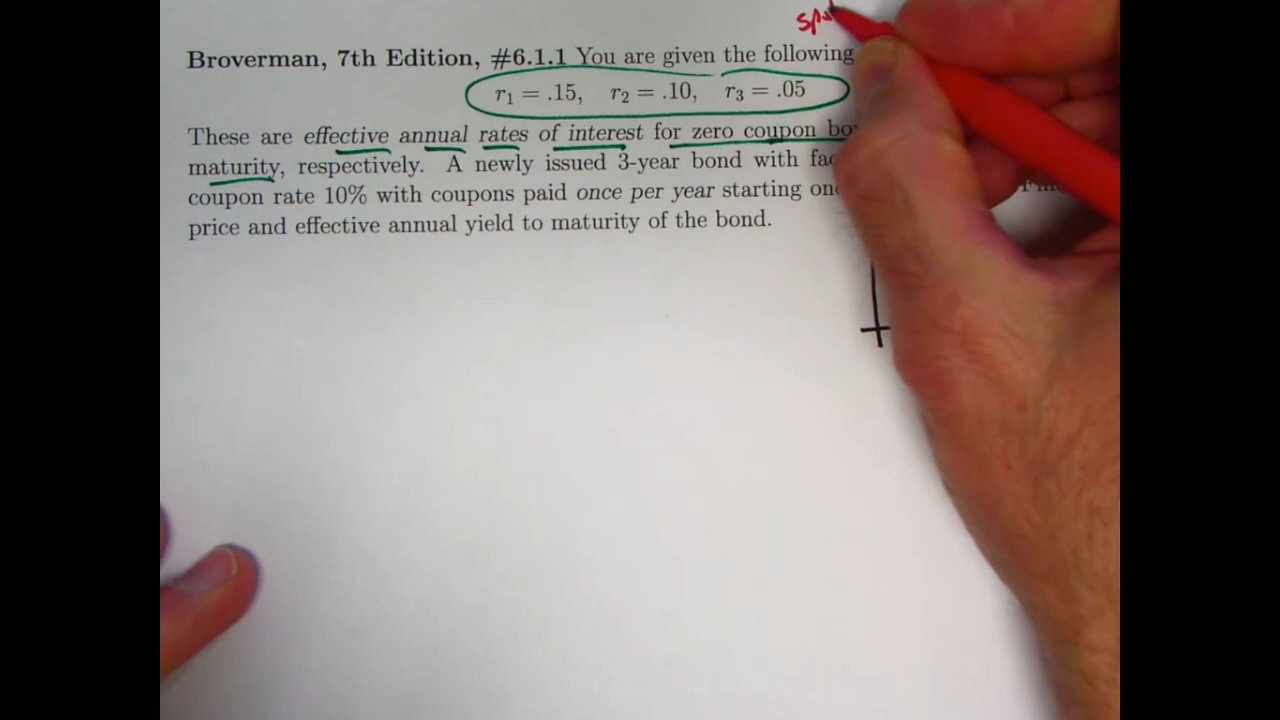 Broverman, 7th Edition, #6.1.1 You are given the following
r₁ = .15, r₂ = .10, r₃ = .05
These are effective annual rates of interest for zero coupon
maturity, respectively. A newly issued 3-year bond with
coupon rate 10% with coupons paid once per year starting
price and effective annual yield to maturity of the bond.